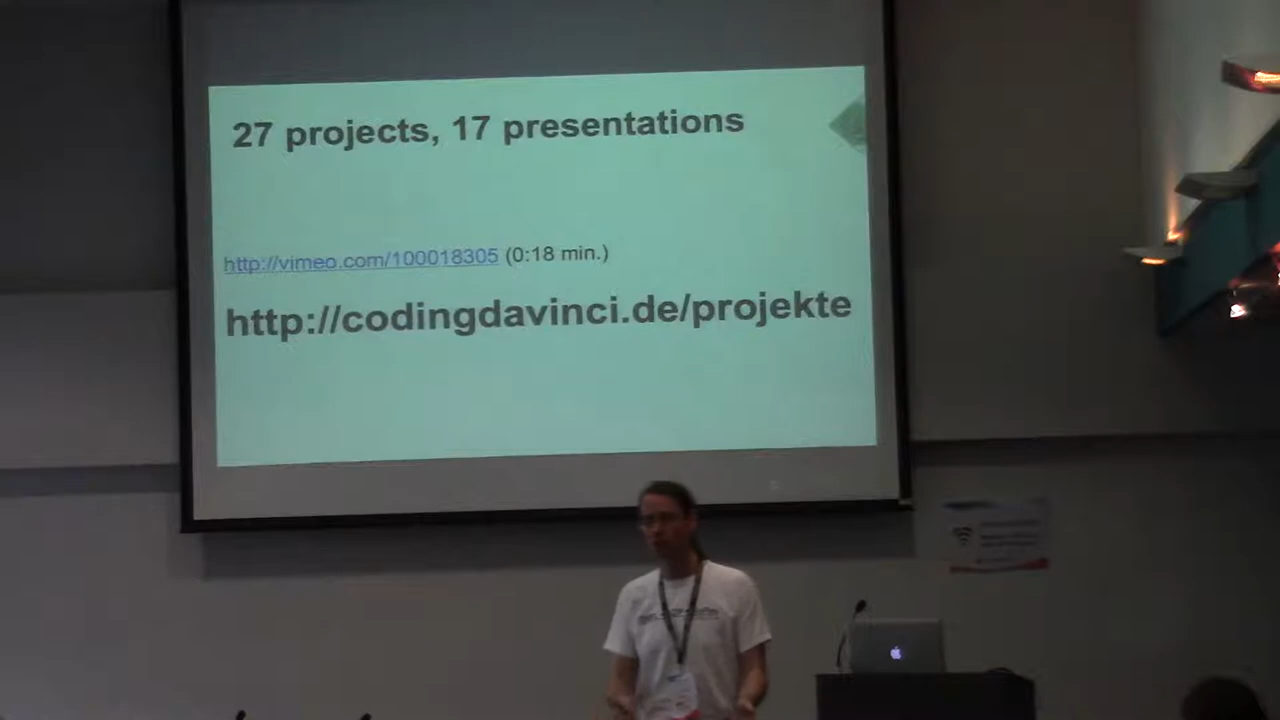 27 projects, 17 presentations
http://vimeo.com/100018305 (0:18 min.)
http://codingdavinci.de/projekte